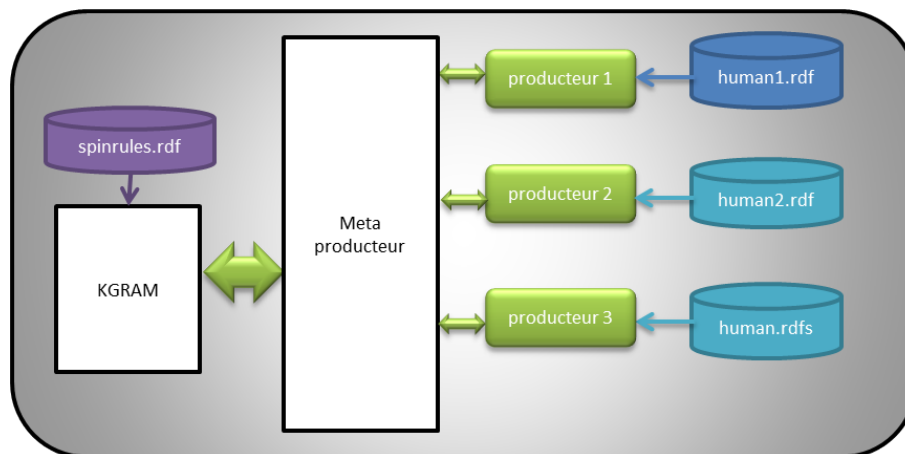 spinrules.rdf
KGRAM
Meta
producteur
producteur 1
human1.rdf
producteur 2
human2.rdf
producteur 3
human.rdfs